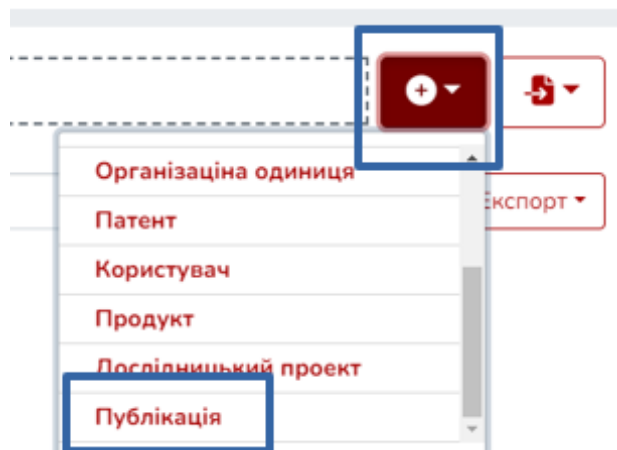 Організаціна одиниця
Експорт
Патент
Користувач
Продукт
Дослідницький проект
Публікація